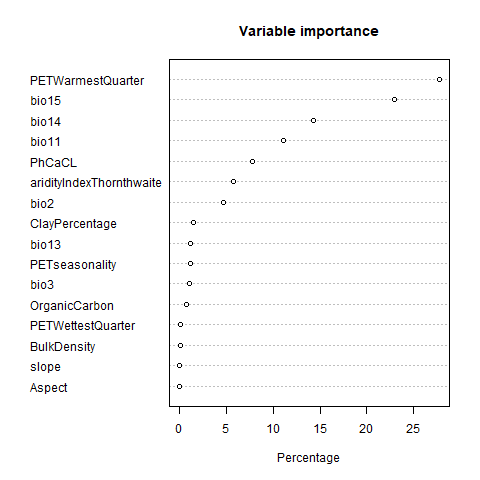 Variable importance
PETWarmestQuarter
bio15
bio14
bio11
PhCaCL
aridityIndexThornthwaite
bio2
ClayPercentage
bio13
PETseasonality
bio3
OrganicCarbon
PETWettestQuarter
BulkDensity
slope
Aspect
0 5 10 15 20 25
Percentage